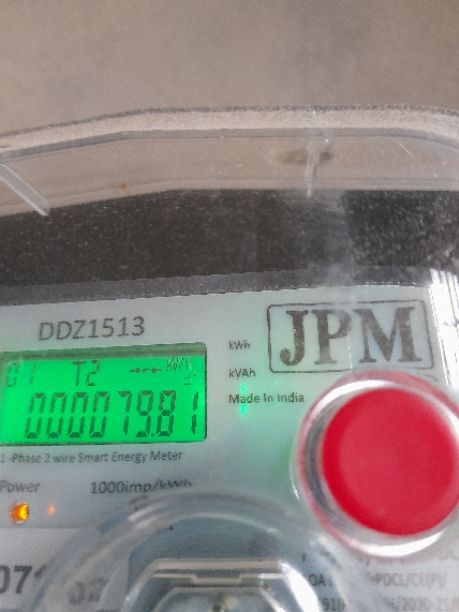 DDZ1513
JPM
kWh
kVAh
Made In India
01 T2 kWh
00007981
1 -Phase 2 wire Smart Energy Meter
Power 1000imp/kWh